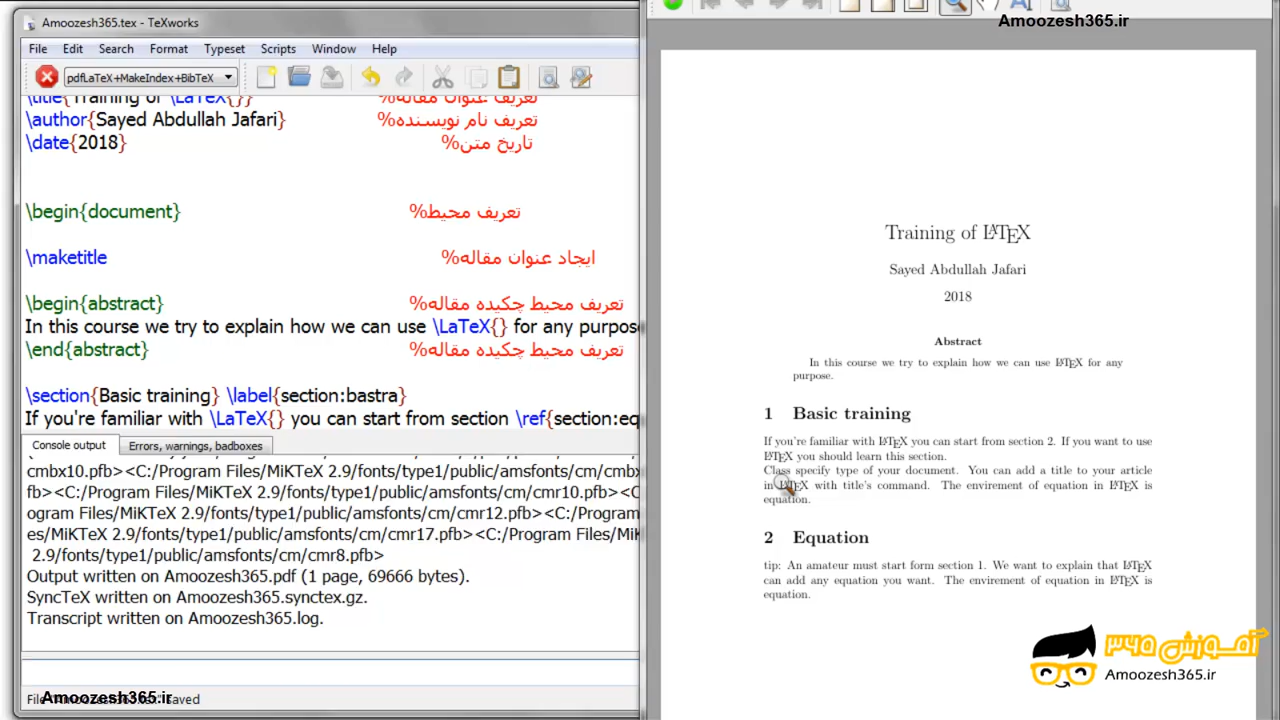 Amoozesh365.tex - TeXworks
File Edit Search Format Typeset Scripts Window Help
pdfLaTeX+MakeIndex+BibTeX
\title{Training of \LaTeX{}} %تعریف عنوان مقاله
\author{Sayed Abdullah Jafari} %تعریف نام نویسنده
\date{2018} %تاریخ متن
\begin{document} %تعریف محیط
\maketitle %ایجاد عنوان مقاله
\begin{abstract} %تعریف محیط چکیده مقاله
In this course we try to explain how we can use \LaTeX{} for any purpose
\end{abstract} %تعریف محیط چکیده مقاله
\section{Basic training} \label{section:bastra}
If you're familiar with \LaTeX{} you can start from section \ref{section:eq
Console output Errors, warnings, badboxes
cmbx10.pfb><C:/Program Files/MiKTeX 2.9/fonts/type1/public/amsfonts/cm/cmbx
fb><C:/Program Files/MiKTeX 2.9/fonts/type1/public/amsfonts/cm/cmr10.pfb><C
ogram Files/MiKTeX 2.9/fonts/type1/public/amsfonts/cm/cmr12.pfb><C:/Program
es/MiKTeX 2.9/fonts/type1/public/amsfonts/cm/cmr17.pfb><C:/Program Files/MiK
2.9/fonts/type1/public/amsfonts/cm/cmr8.pfb>
Output written on Amoozesh365.pdf (1 page, 69666 bytes).
SyncTeX written on Amoozesh365.synctex.gz.
Transcript written on Amoozesh365.log.
Amoozesh365.ir
saved
Amoozesh365.ir
Training of LATEX
Sayed Abdullah Jafari
2018
Abstract
In this course we try to explain how we can use LATEX for any
purpose.
1 Basic training
If you're familiar with LATEX you can start from section 2. If you want to use
LATEX you should learn this section.
Class specify type of your document. You can add a title to your article
in LATEX with title's command. The envirement of equation in LATEX is
equation.
2 Equation
tip: An amateur must start form section 1. We want to explain that LATEX
can add any equation you want. The envirement of equation in LATEX is
equation.
آموزش ۳۶۵
Amoozesh365.ir